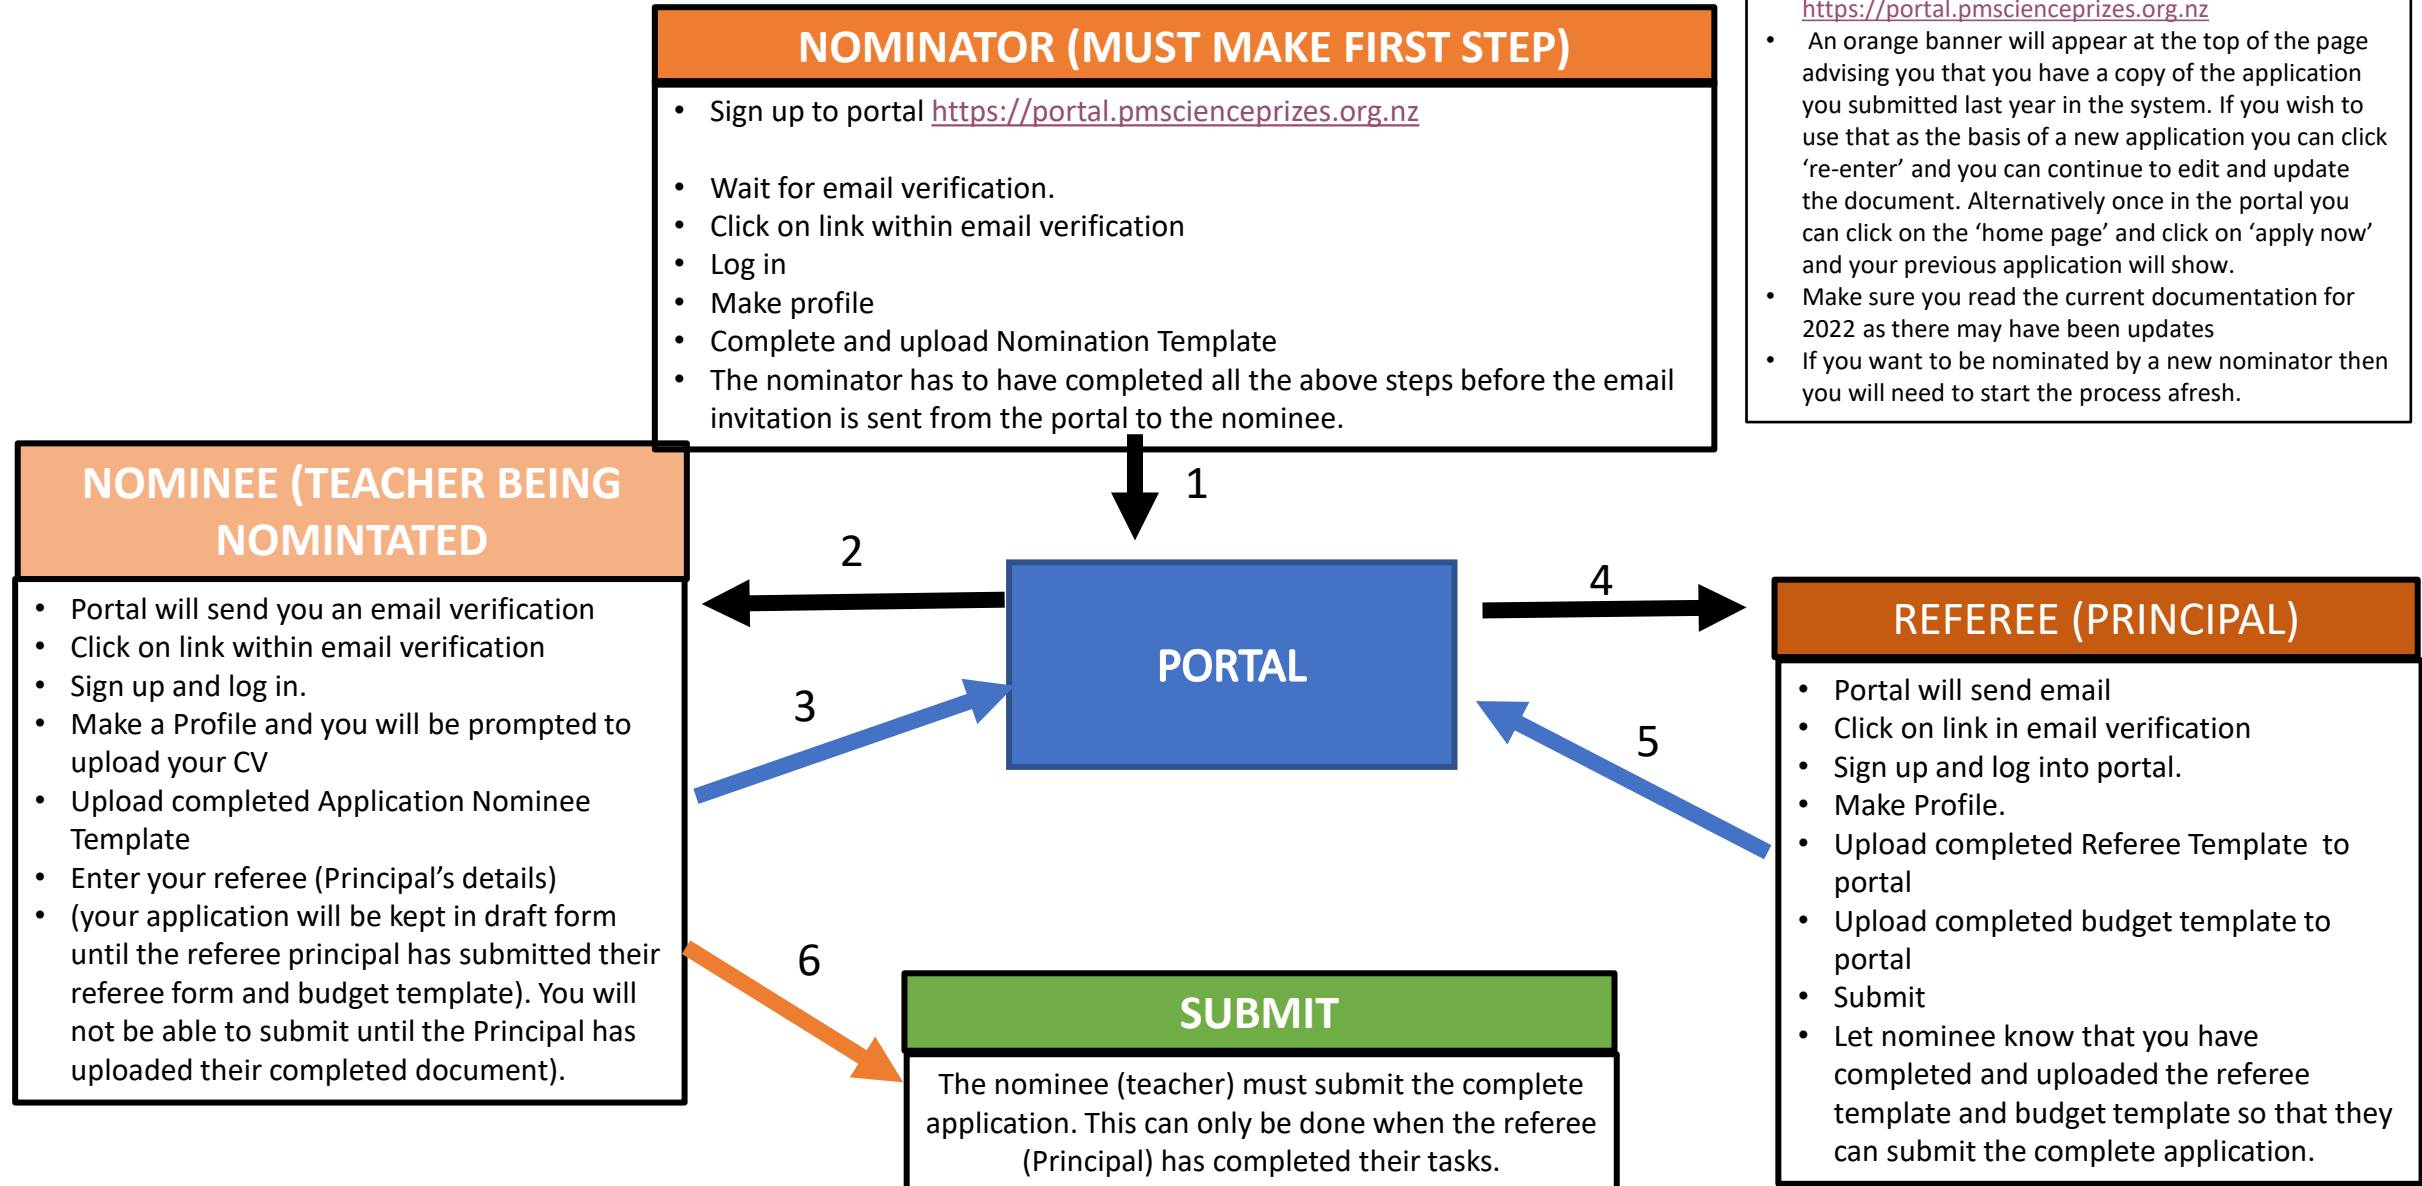 NOMINATOR (MUST MAKE FIRST STEP)
• Sign up to portal https://portal.pmscienceprizes.org.nz
• Wait for email verification.
• Click on link within email verification
• Log in
• Make profile
• Complete and upload Nomination Template
• The nominator has to have completed all the above steps before the email
invitation is sent from the portal to the nominee.
https://portal.pmscienceprizes.org.nz
• An orange banner will appear at the top of the page
advising you that you have a copy of the application
you submitted last year in the system. If you wish to
use that as the basis of a new application you can click
‘re-enter’ and you can continue to edit and update
the document. Alternatively once in the portal you
can click on the ‘home page’ and click on ‘apply now’
and your previous application will show.
• Make sure you read the current documentation for
2022 as there may have been updates
• If you want to be nominated by a new nominator then
you will need to start the process afresh.
NOMINEE (TEACHER BEING
NOMINTATED
• Portal will send you an email verification
• Click on link within email verification
• Sign up and log in.
• Make a Profile and you will be prompted to
upload your CV
• Upload completed Application Nominee
Template
• Enter your referee (Principal’s details)
• (your application will be kept in draft form
until the referee principal has submitted their
referee form and budget template). You will
not be able to submit until the Principal has
uploaded their completed document).
1
2
3
PORTAL
4
5
6
REFEREE (PRINCIPAL)
• Portal will send email
• Click on link in email verification
• Sign up and log into portal.
• Make Profile.
• Upload completed Referee Template to
portal
• Upload completed budget template to
portal
• Submit
• Let nominee know that you have
completed and uploaded the referee
template and budget template so that they
can submit the complete application.
SUBMIT
The nominee (teacher) must submit the complete
application. This can only be done when the referee
(Principal) has completed their tasks.